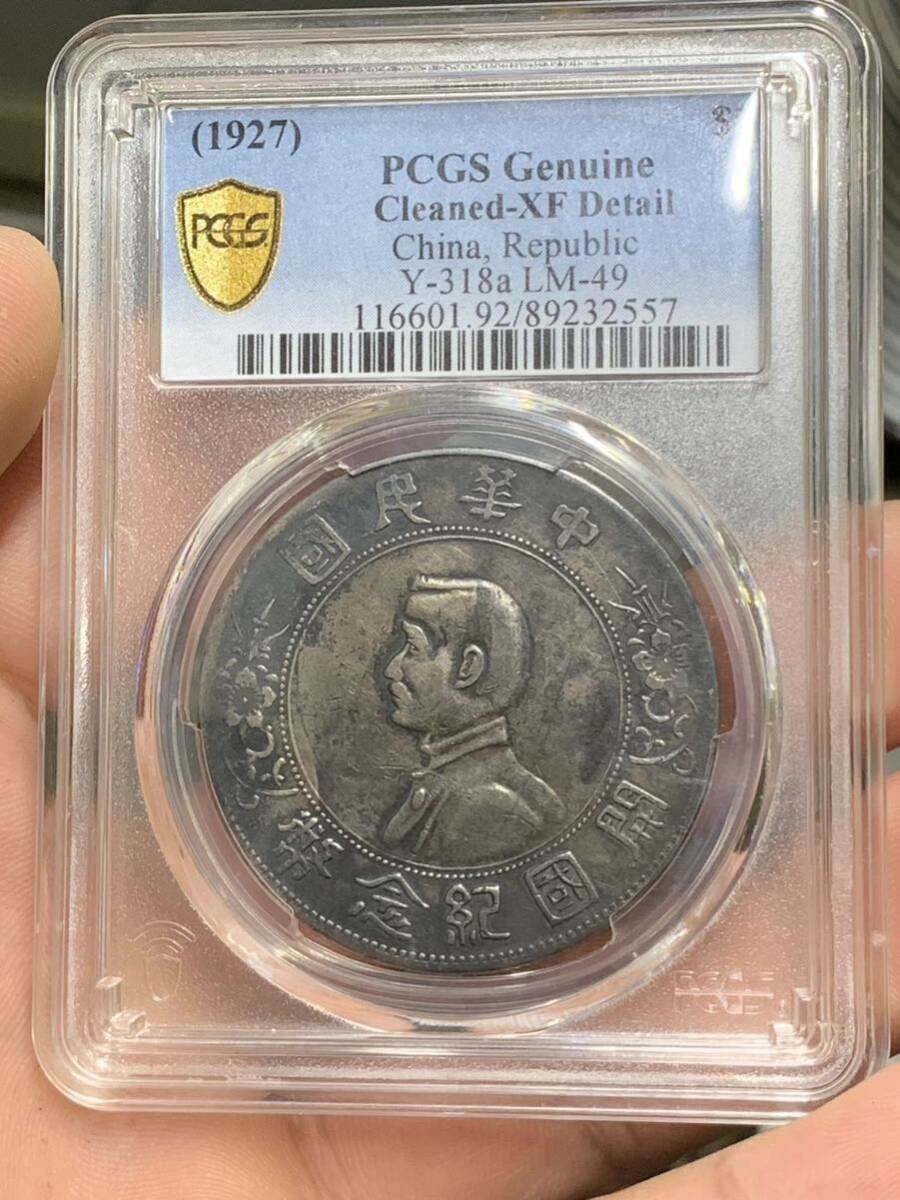 (1927) $
PCGS Genuine
Cleaned-XF Detail
China, Republic
Y-318a LM-49
116601.92/89232557
PCGS
中華民國
開國紀念幣
PCGS